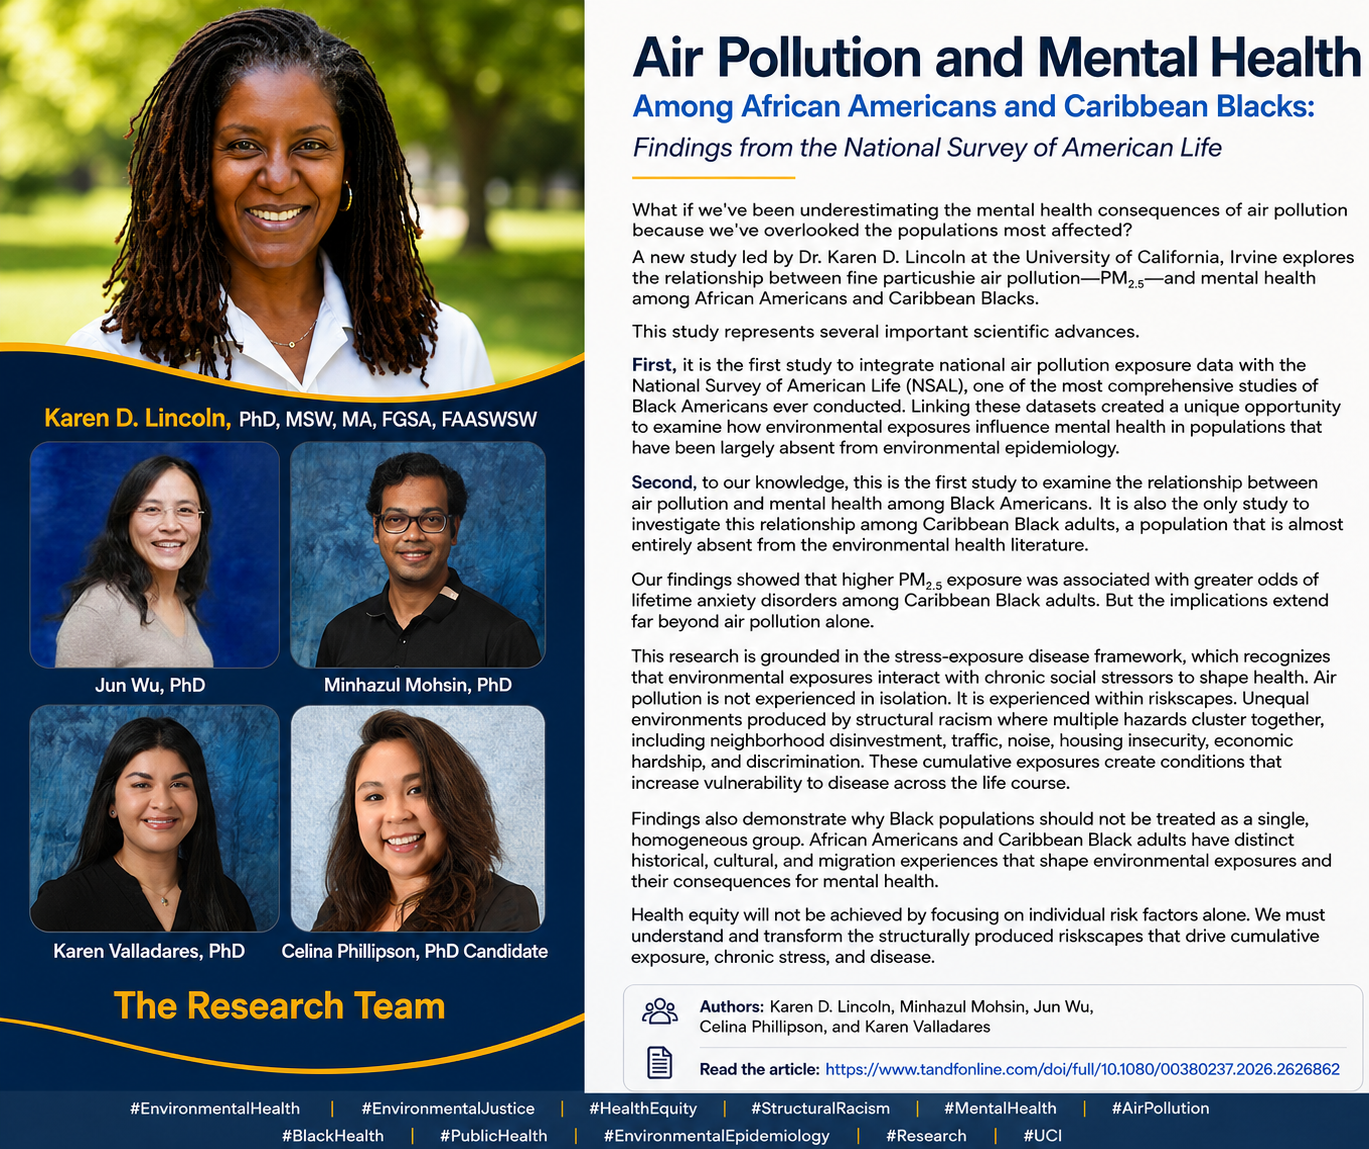 Karen D. Lincoln, PhD, MSW, MA, FGSA, FAASWSW
Jun Wu, PhD
Minhazul Mohsin, PhD
Karen Valladares, PhD
Celina Phillipson, PhD Candidate
The Research Team
Air Pollution and Mental Health
Among African Americans and Caribbean Blacks:
Findings from the National Survey of American Life
What if we've been underestimating the mental health consequences of air pollution
because we've overlooked the populations most affected?
A new study led by Dr. Karen D. Lincoln at the University of California, Irvine explores
the relationship between fine particushie air pollution—PM2.5—and mental health
among African Americans and Caribbean Blacks.
This study represents several important scientific advances.
First, it is the first study to integrate national air pollution exposure data with the
National Survey of American Life (NSAL), one of the most comprehensive studies of
Black Americans ever conducted. Linking these datasets created a unique opportunity
to examine how environmental exposures influence mental health in populations that
have been largely absent from environmental epidemiology.
Second, to our knowledge, this is the first study to examine the relationship between
air pollution and mental health among Black Americans. It is also the only study to
investigate this relationship among Caribbean Black adults, a population that is almost
entirely absent from the environmental health literature.
Our findings showed that higher PM2.5 exposure was associated with greater odds of
lifetime anxiety disorders among Caribbean Black adults. But the implications extend
far beyond air pollution alone.
This research is grounded in the stress-exposure disease framework, which recognizes
that environmental exposures interact with chronic social stressors to shape health. Air
pollution is not experienced in isolation. It is experienced within riskscapes. Unequal
environments produced by structural racism where multiple hazards cluster together,
including neighborhood disinvestment, traffic, noise, housing insecurity, economic
hardship, and discrimination. These cumulative exposures create conditions that
increase vulnerability to disease across the life course.
Findings also demonstrate why Black populations should not be treated as a single,
homogeneous group. African Americans and Caribbean Black adults have distinct
historical, cultural, and migration experiences that shape environmental exposures and
their consequences for mental health.
Health equity will not be achieved by focusing on individual risk factors alone. We must
understand and transform the structurally produced riskscapes that drive cumulative
exposure, chronic stress, and disease.
Authors: Karen D. Lincoln, Minhazul Mohsin, Jun Wu,
Celina Phillipson, and Karen Valladares
Read the article: https://www.tandfonline.com/doi/full/10.1080/00380237.2026.2626862
#EnvironmentalHealth | #EnvironmentalJustice | #HealthEquity | #StructuralRacism | #MentalHealth | #AirPollution
#BlackHealth | #PublicHealth | #EnvironmentalEpidemiology | #Research | #UCI